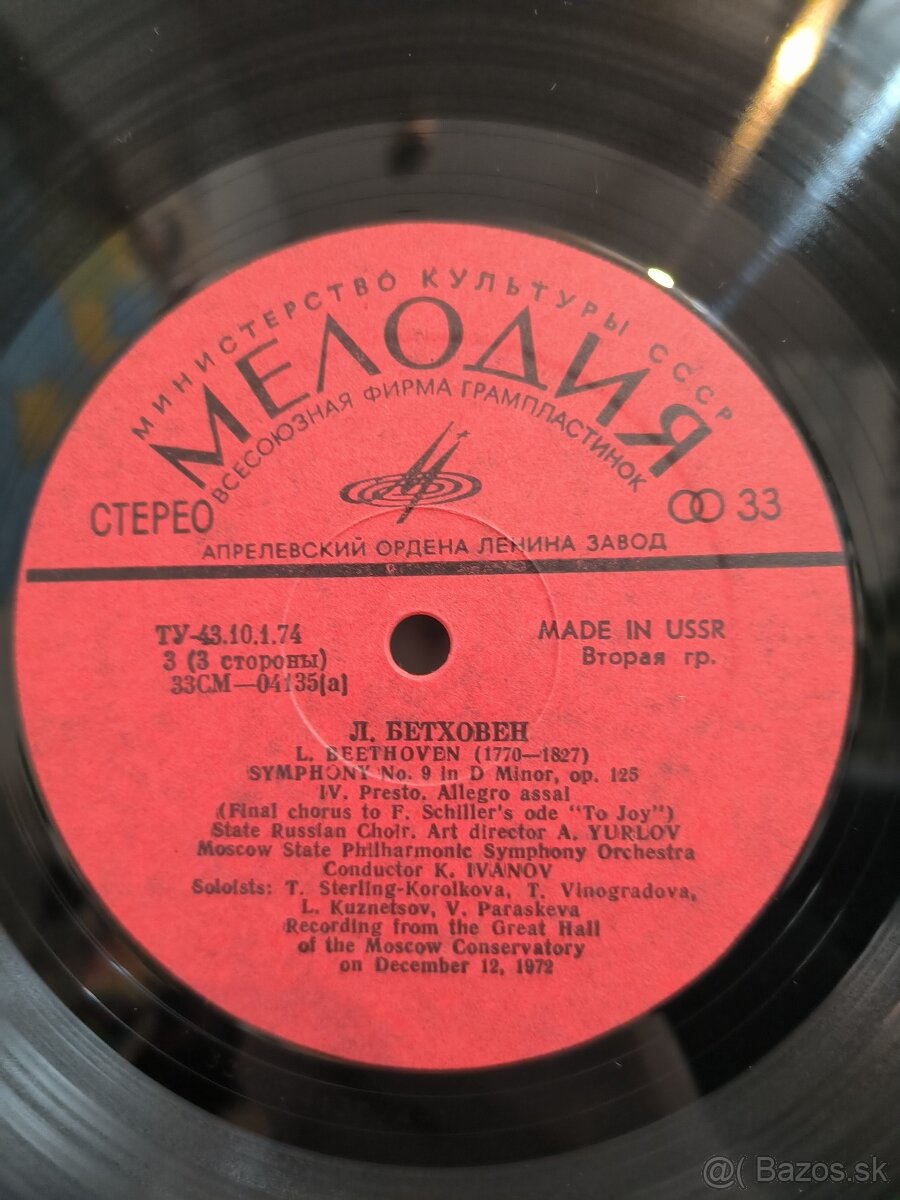 МИНИСТЕРСТВО КУЛЬТУРЫ СССР
МЕЛОДИЯ
ВСЕСОЮЗНАЯ ФИРМА ГРАМПЛАСТИНОК
СТЕРЕО
33
АПРЕЛЕВСКИЙ ОРДЕНА ЛЕНИНА ЗАВОД
ТУ-43.10.1.74
3 (3 стороны)
33СМ—04135(а)
MADE IN USSR
Вторая гр.
Л. БЕТХОВЕН
L. BEETHOVEN (1770—1827)
SYMPHONY No. 9 in D Minor, op. 125
IV. Presto. Allegro assai
(Final chorus to F. Schiller's ode "To Joy")
State Russian Choir. Art director A. YURLOV
Moscow State Philharmonic Symphony Orchestra
Conductor K. IVANOV
Soloists: T. Sterling-Korolkova, T. Vinogradova,
L. Kuznetsov, V. Paraskeva
Recording from the Great Hall
of the Moscow Conservatory
on December 12, 1972
@( Bazos.sk